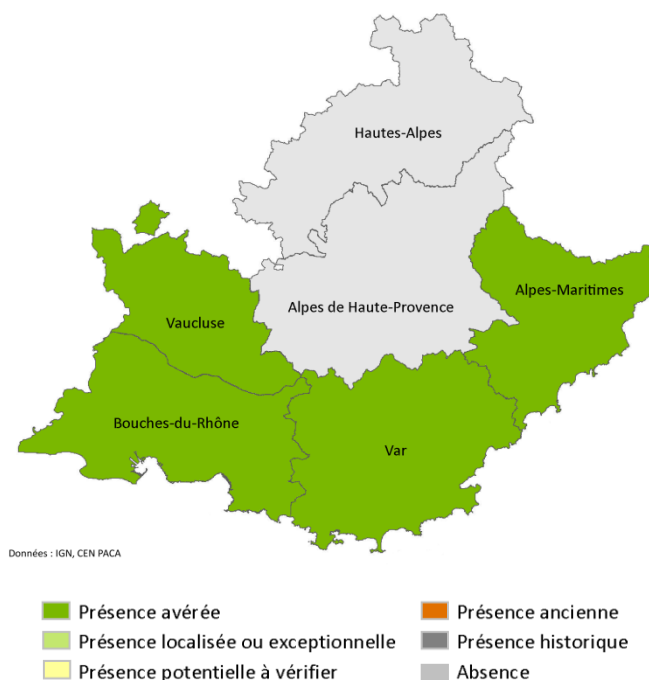 Hautes-Alpes
Alpes-Maritimes
Alpes de Haute-Provence
Vaucluse
Bouches-du-Rhône
Var
Données : IGN, CEN PACA
Présence avérée
Présence ancienne
Présence localisée ou exceptionnelle
Présence historique
Présence potentielle à vérifier
Absence